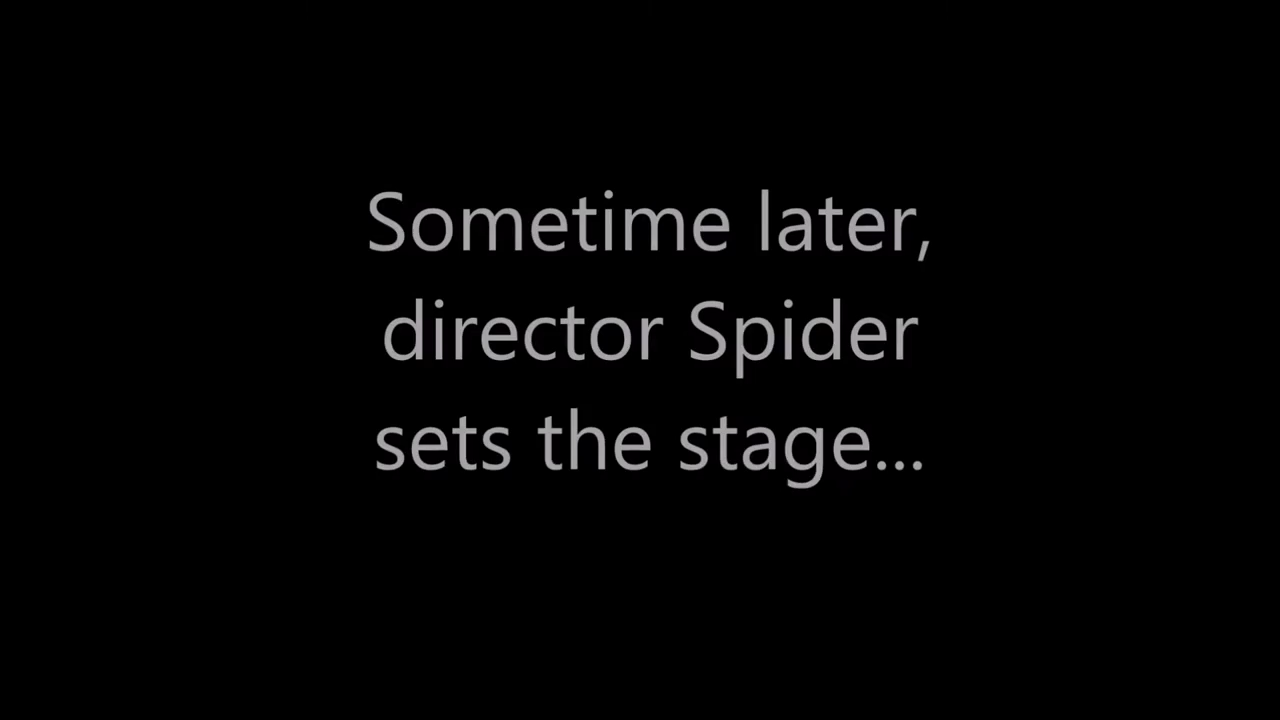 Sometime later,
director Spider
sets the stage...